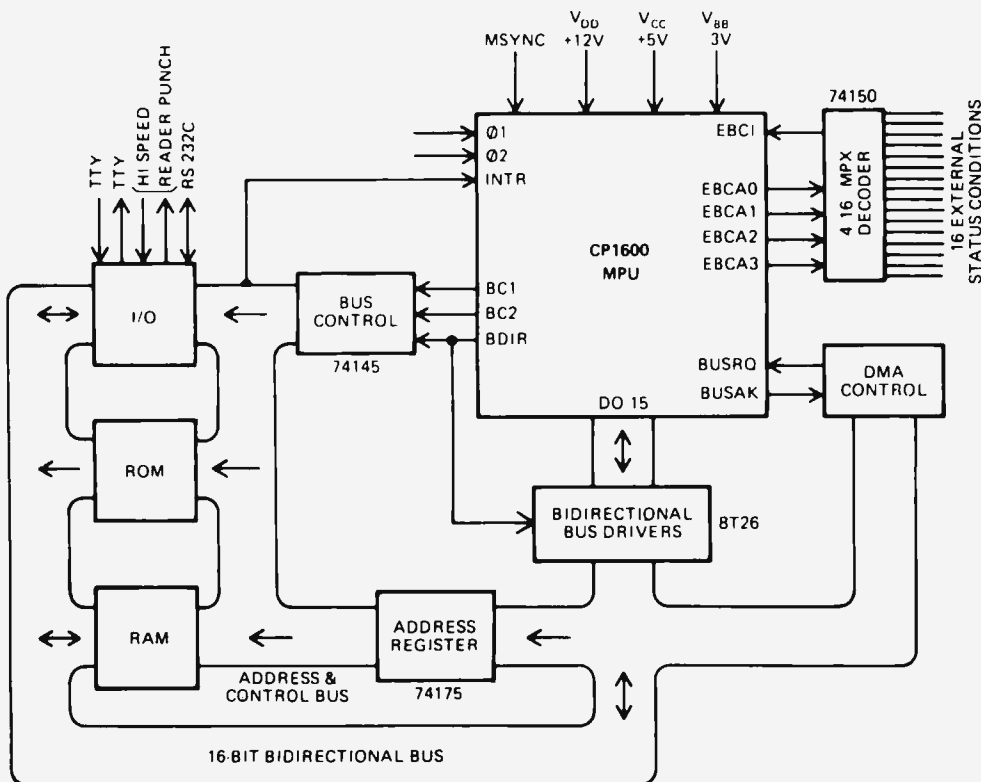 MSYNC
VDD
+12V
VCC
+5V
VBB
3V
TTY
TTY
HI SPEED
READER PUNCH
RS 232C
Ø1
Ø2
INTR
EBCI
EBCA0
EBCA1
EBCA2
EBCA3
74150
4 16 MPX
DECODER
16 EXTERNAL
STATUS CONDITIONS
CP1600
MPU
I/O
BUS
CONTROL
74145
BC1
BC2
BDIR
BUSRQ
BUSAK
DMA
CONTROL
DO 15
ROM
BIDIRECTIONAL
BUS DRIVERS
8T26
RAM
ADDRESS
REGISTER
74175
ADDRESS &
CONTROL BUS
16-BIT BIDIRECTIONAL BUS